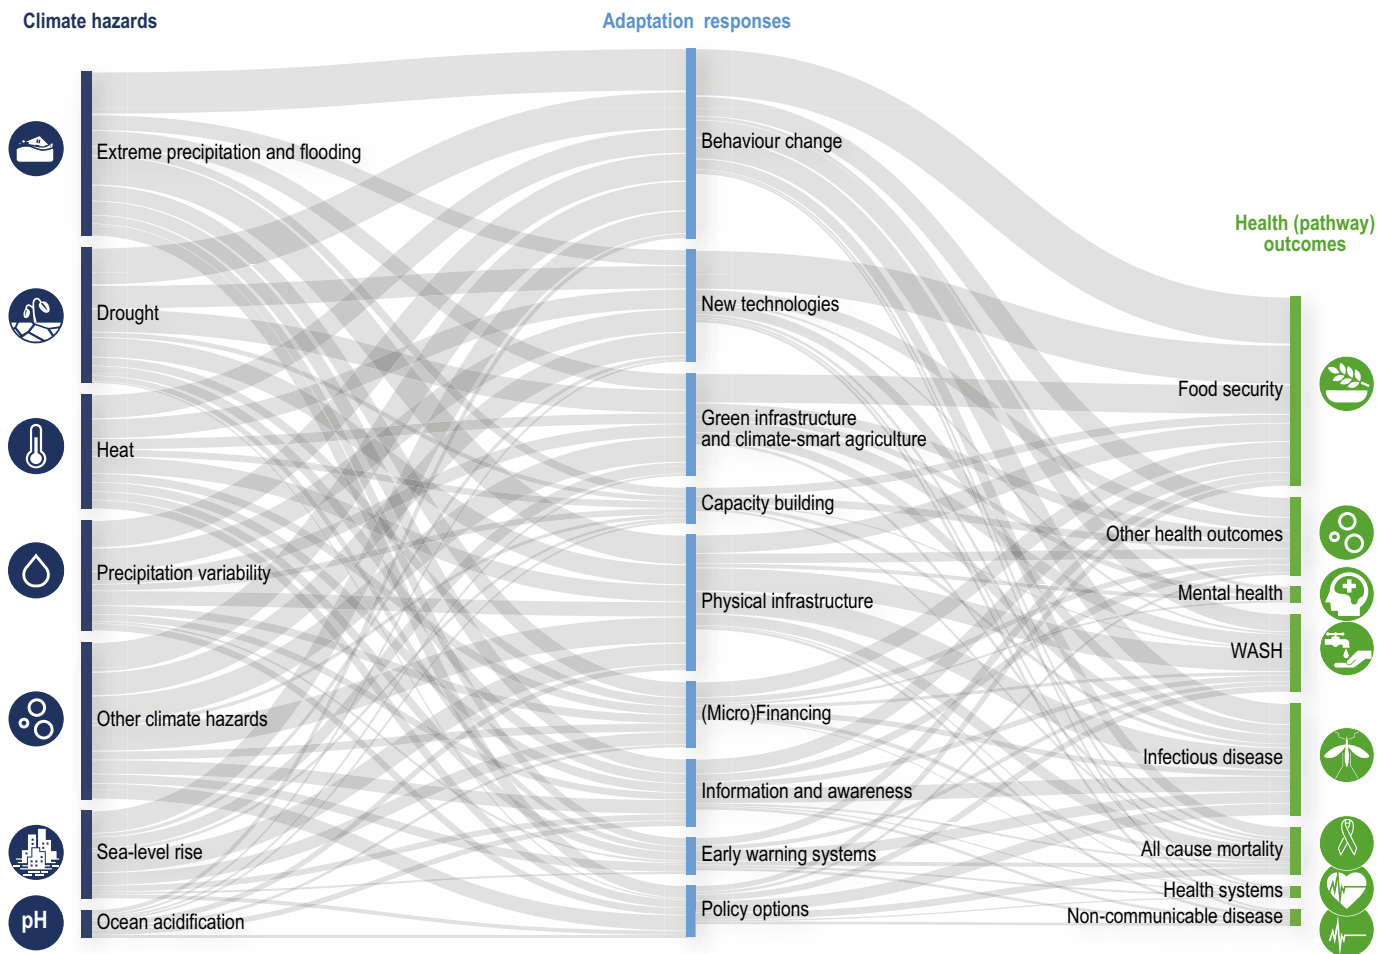 Climate hazards
Adaptation responses
Health (pathway)
outcomes
Extreme precipitation and flooding
Drought
Heat
Precipitation variability
Other climate hazards
Sea-level rise
pH
Ocean acidification
Behaviour change
New technologies
Green infrastructure
and climate-smart agriculture
Capacity building
Physical infrastructure
(Micro)Financing
Information and awareness
Early warning systems
Policy options
Food security
Other health outcomes
Mental health
WASH
Infectious disease
All cause mortality
Health systems
Non-communicable disease